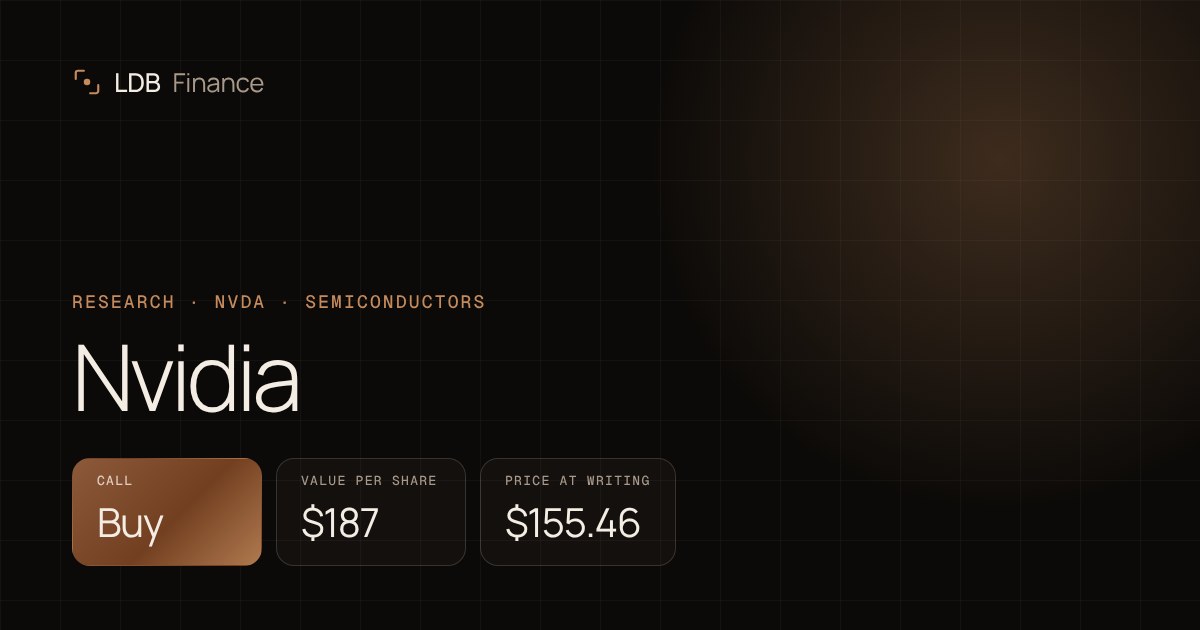 LDB Finance
RESEARCH · NVDA · SEMICONDUCTORS
Nvidia
CALL
Buy
VALUE PER SHARE
$187
PRICE AT WRITING
$155.46